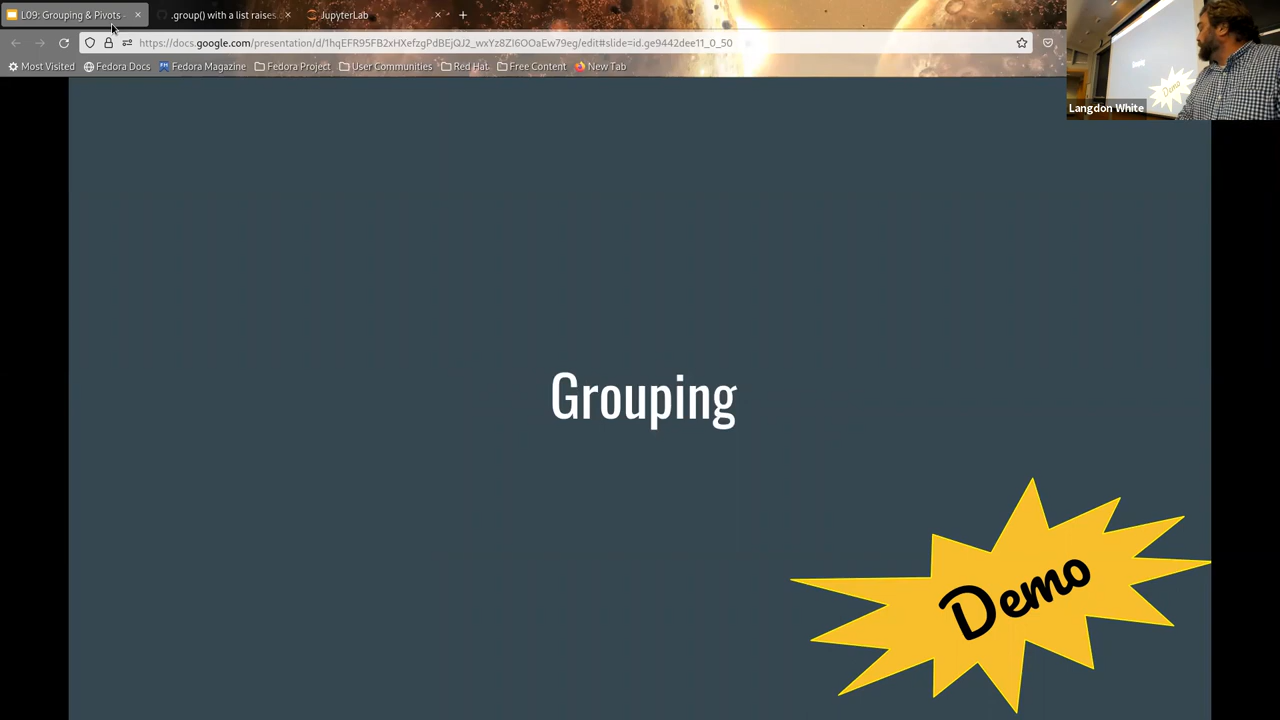 L09: Grouping & Pivots -
.group() with a list raises
JupyterLab
https://docs.google.com/presentation/d/1hqEFR95FB2xHXefzgPdBEjQJ2_wxYz8ZI6OOaEw79eg/edit#slide=id.ge9442dee11_0_50
Most Visited
Fedora Docs
Fedora Magazine
Fedora Project
User Communities
Red Hat
Free Content
New Tab
Demo
Langdon White
Grouping
Demo